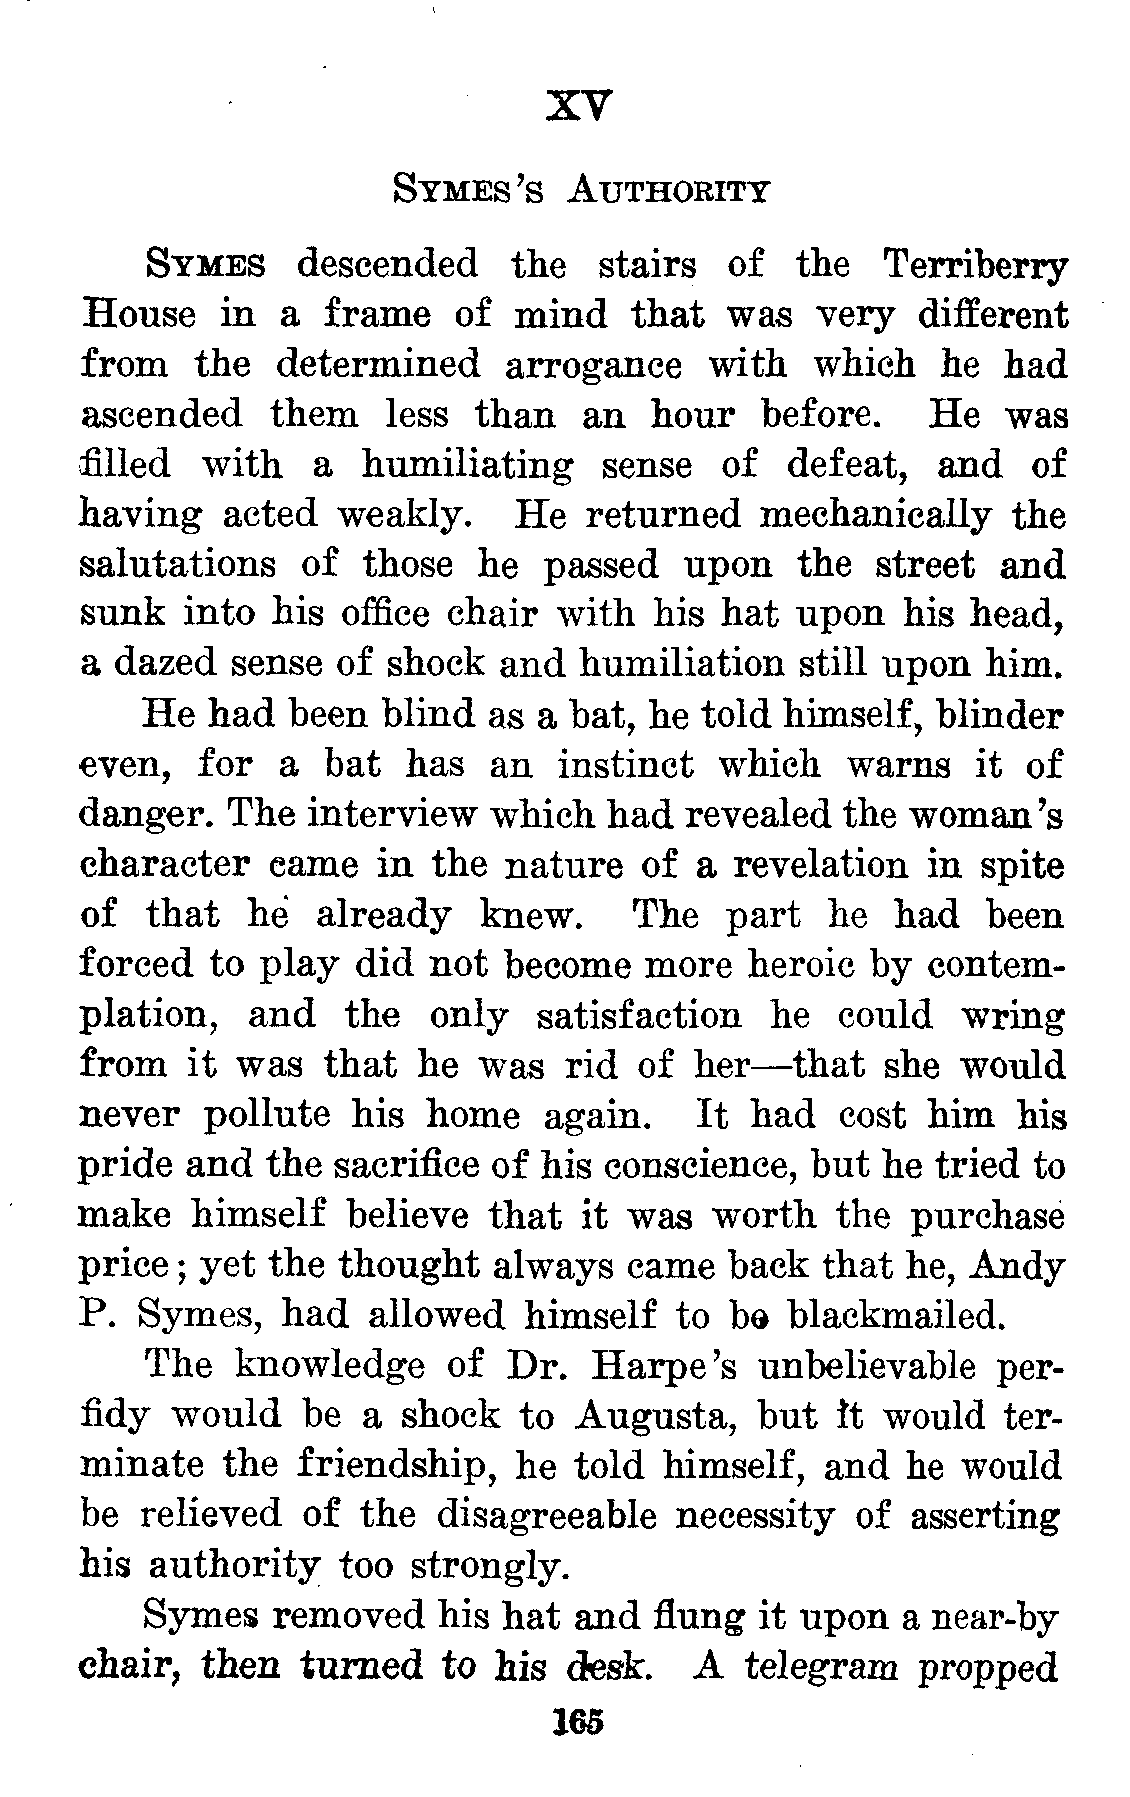 XV
SYMES'S AUTHORITY
SYMES descended the stairs of the Terriberry
House in a frame of mind that was very different
from the determined arrogance with which he had
ascended them less than an hour before. He was
filled with a humiliating sense of defeat, and of
having acted weakly. He returned mechanically the
salutations of those he passed upon the street and
sunk into his office chair with his hat upon his head,
a dazed sense of shock and humiliation still upon him.
He had been blind as a bat, he told himself, blinder
even, for a bat has an instinct which warns it of
danger. The interview which had revealed the woman's
character came in the nature of a revelation in spite
of that he already knew. The part he had been
forced to play did not become more heroic by contem-
plation, and the only satisfaction he could wring
from it was that he was rid of her—that she would
never pollute his home again. It had cost him his
pride and the sacrifice of his conscience, but he tried to
make himself believe that it was worth the purchase
price; yet the thought always came back that he, Andy
P. Symes, had allowed himself to be blackmailed.
The knowledge of Dr. Harpe's unbelievable per-
fidy would be a shock to Augusta, but it would ter-
minate the friendship, he told himself, and he would
be relieved of the disagreeable necessity of asserting
his authority too strongly.
Symes removed his hat and flung it upon a near-by
chair, then turned to his desk. A telegram propped
165